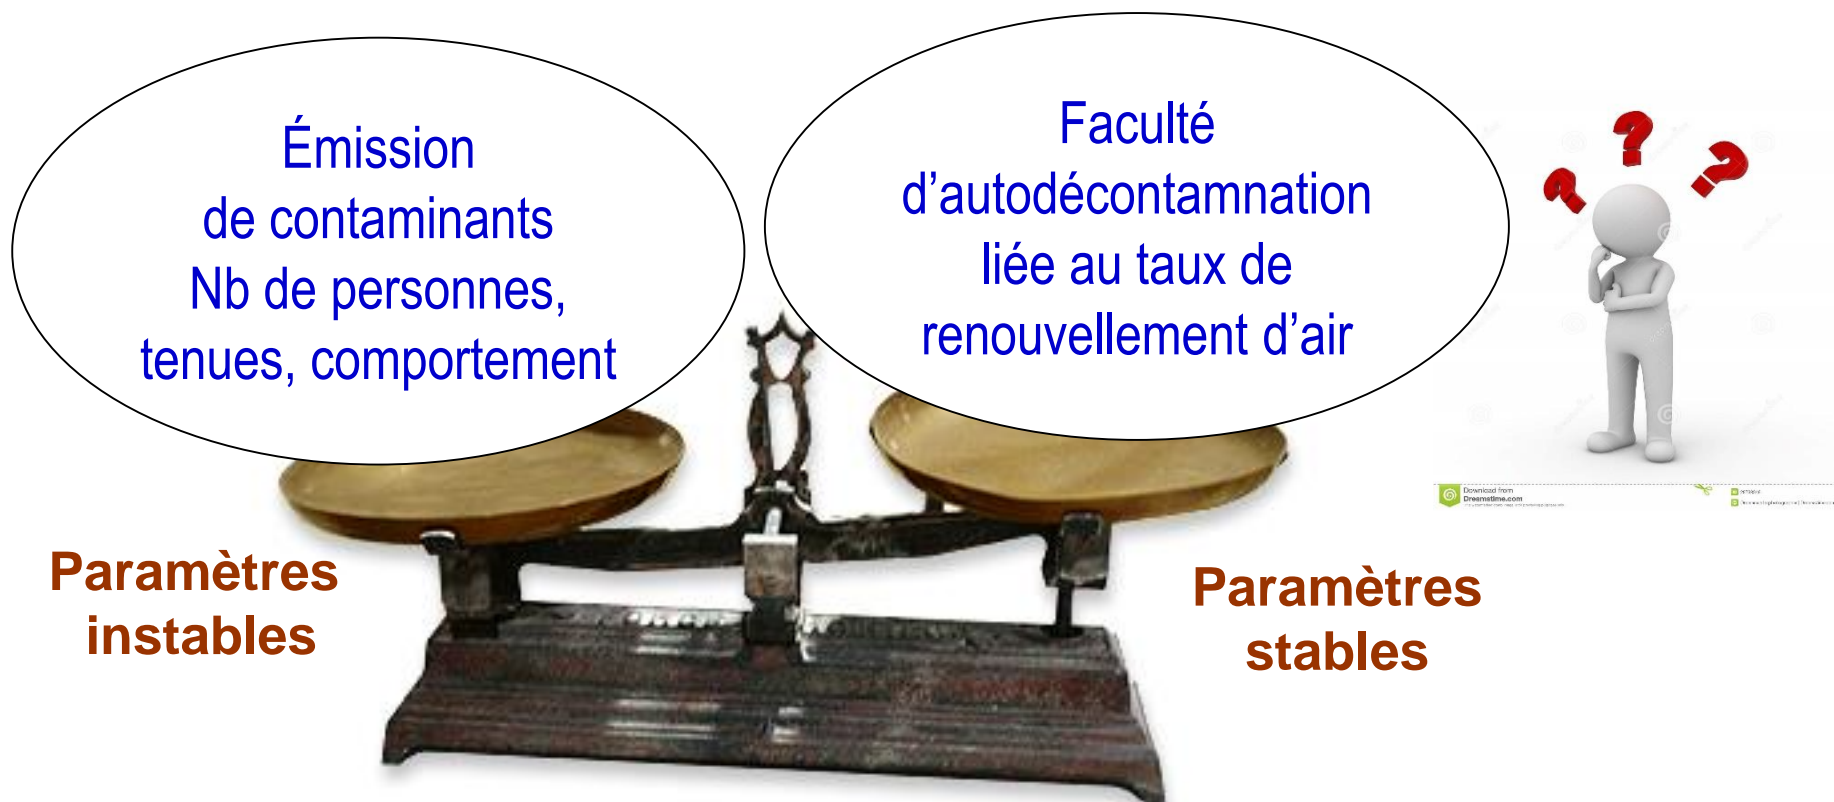 Émission
de contaminants
Nb de personnes,
tenues, comportement
Faculté
d’autodécontamnation
liée au taux de
renouvellement d’air
Paramètres
instables
Paramètres
stables
Download from
Dreamstime.com